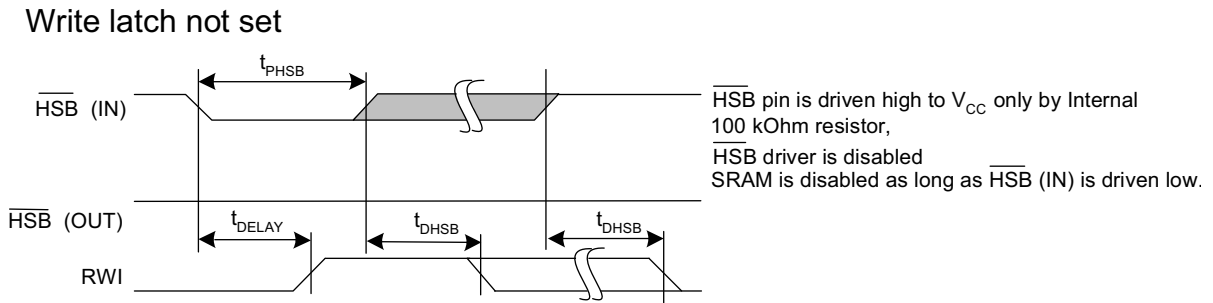 Write latch not set
tPHSB
HSB (IN)
HSB pin is driven high to VCC only by Internal
100 kOhm resistor,
HSB driver is disabled
SRAM is disabled as long as HSB (IN) is driven low.
HSB (OUT)
tDELAY
tDHSB
tDHSB
RWI